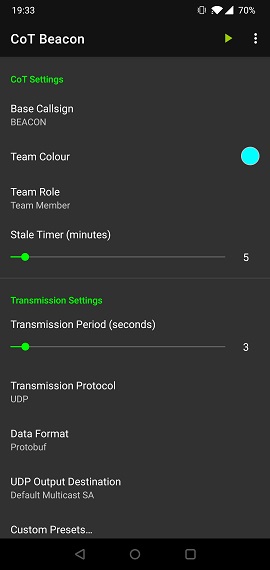 19:33
70%
CoT Beacon
CoT Settings
Base Callsign
BEACON
Team Colour
Team Role
Team Member
Stale Timer (minutes)
5
Transmission Settings
Transmission Period (seconds)
3
Transmission Protocol
UDP
Data Format
Protobuf
UDP Output Destination
Default Multicast SA
Custom Presets…